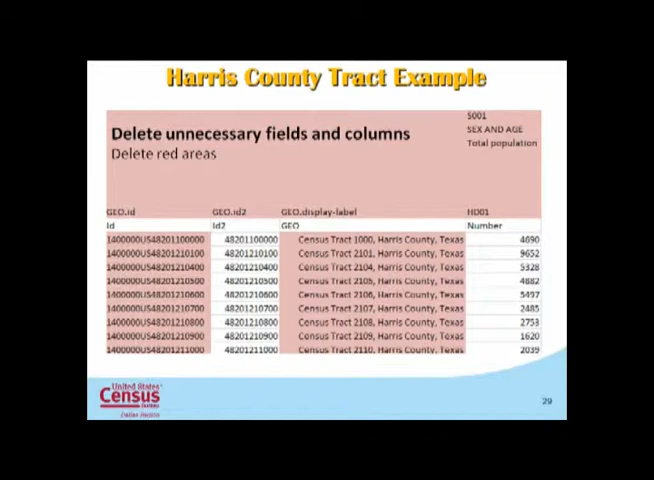 Harris County Tract Example
S001
Delete unnecessary fields and columns
SEX AND AGE
Delete red areas
Total population
GEO.id GEO.id2 GEO.display-label HD01
Id Id2 GEO Number
1400000US48201100000 48201100000 Census Tract 1000, Harris County, Texas 4690
1400000US48201210100 48201210100 Census Tract 2101, Harris County, Texas 9652
1400000US48201210400 48201210400 Census Tract 2104, Harris County, Texas 5328
1400000US48201210500 48201210500 Census Tract 2105, Harris County, Texas 4882
1400000US48201210600 48201210600 Census Tract 2106, Harris County, Texas 5497
1400000US48201210700 48201210700 Census Tract 2107, Harris County, Texas 2485
1400000US48201210800 48201210800 Census Tract 2108, Harris County, Texas 2753
1400000US48201210900 48201210900 Census Tract 2109, Harris County, Texas 1620
1400000US48201211000 48201211000 Census Tract 2110, Harris County, Texas 2039
United States
Census
Bureau
Dallas Region
29